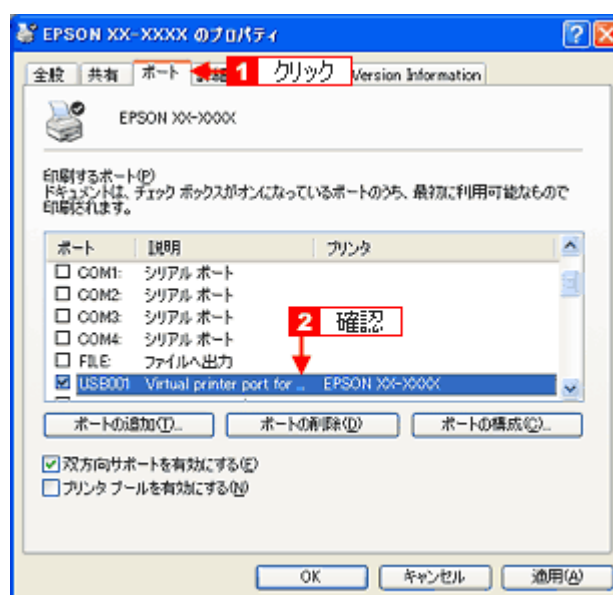 EPSON XX-XXXX のプロパティ
全般 共有 ポート 1 クリック Version Information
EPSON XX-XXXX
印刷するポート(P)
ドキュメントは、チェック ボックスがオンになっているポートのうち、最初に利用可能なもので
印刷されます。
ポート 説明 プリンタ
COM1: シリアル ポート
COM2: シリアル ポート
COM3: シリアル ポート
COM4: シリアル ポート
FILE: ファイルへ出力
2 確認
USB001 Virtual printer port for ... EPSON XX-XXXX
ポートの追加(T)... ポートの削除(D) ポートの構成(C)...
双方向サポートを有効にする(E)
プリンタ プールを有効にする(N)
OK キャンセル 適用(A)